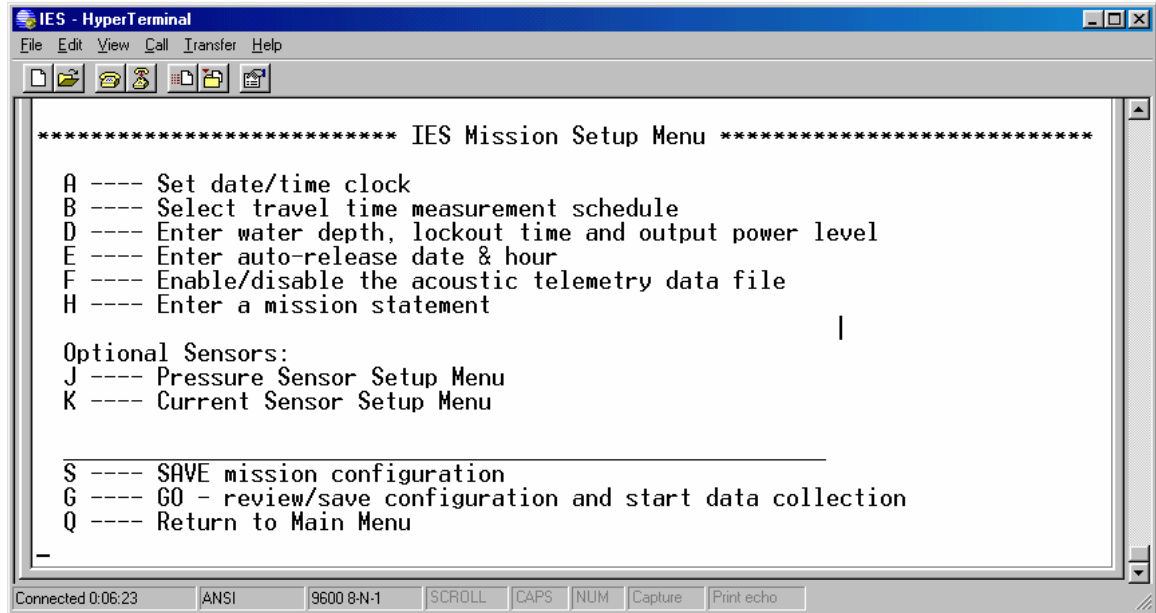 IES - HyperTerminal
File Edit View Call Transfer Help
*************************** IES Mission Setup Menu ****************************
A ---- Set date/time clock
B ---- Select travel time measurement schedule
D ---- Enter water depth, lockout time and output power level
E ---- Enter auto-release date & hour
F ---- Enable/disable the acoustic telemetry data file
H ---- Enter a mission statement
Optional Sensors:
J ---- Pressure Sensor Setup Menu
K ---- Current Sensor Setup Menu
S ---- SAVE mission configuration
G ---- GO - review/save configuration and start data collection
Q ---- Return to Main Menu
Connected 0:06:23 ANSI 9600 8-N-1 SCROLL CAPS NUM Capture Print echo